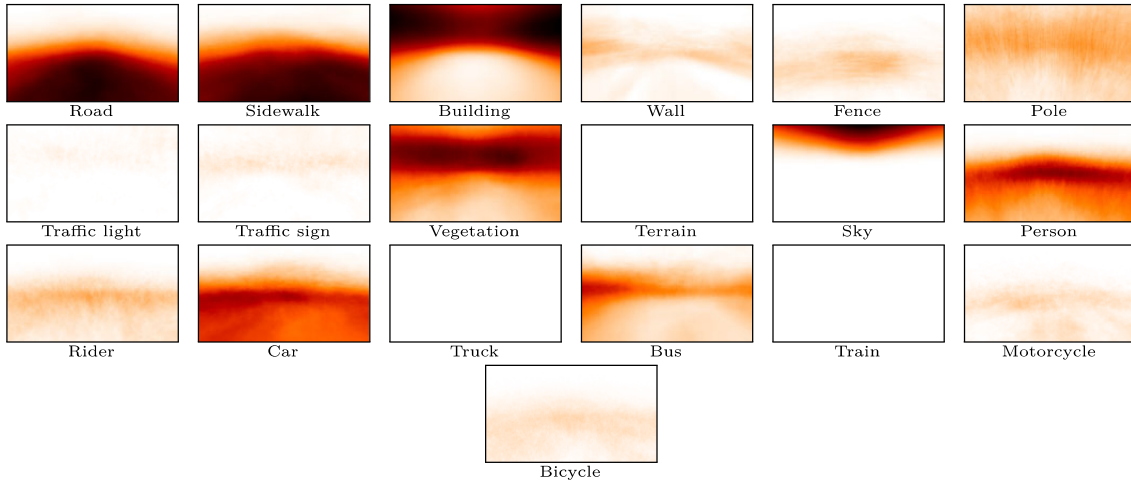 Road
Sidewalk
Building
Wall
Fence
Pole
Traffic light
Traffic sign
Vegetation
Terrain
Sky
Person
Rider
Car
Truck
Bus
Train
Motorcycle
Bicycle